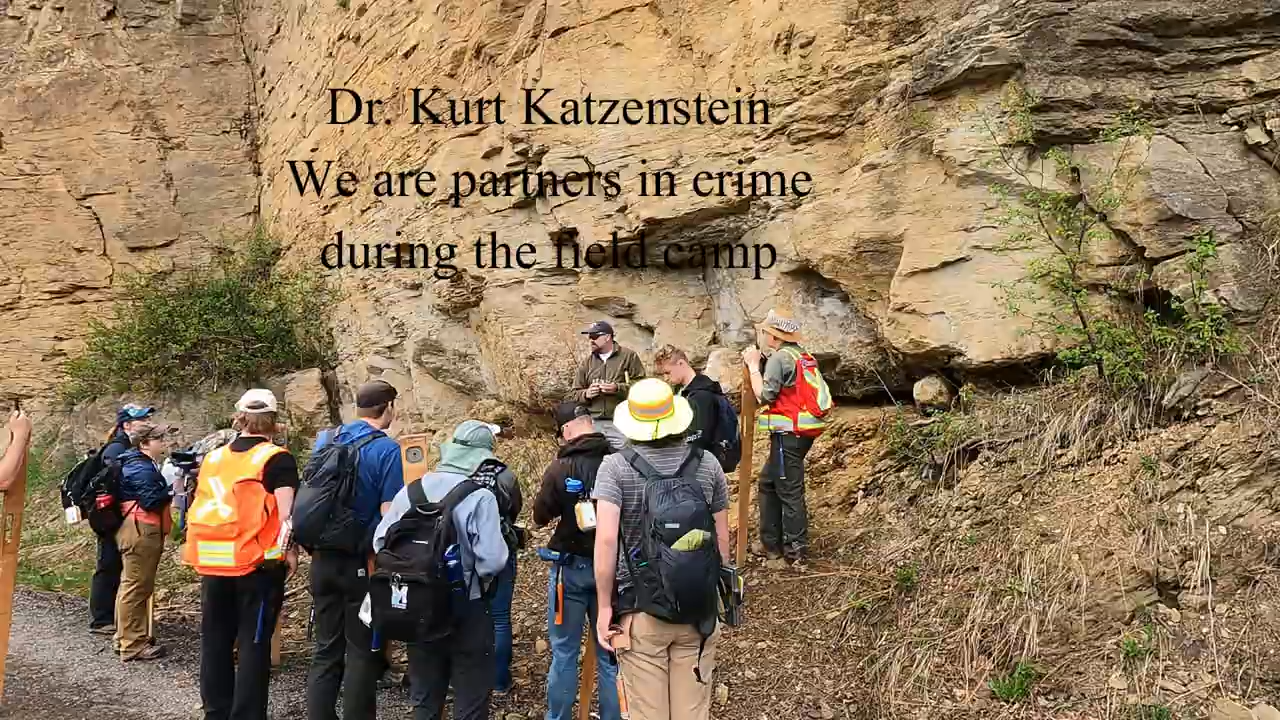 Dr. Kurt Katzenstein
We are partners in crime
during the field camp